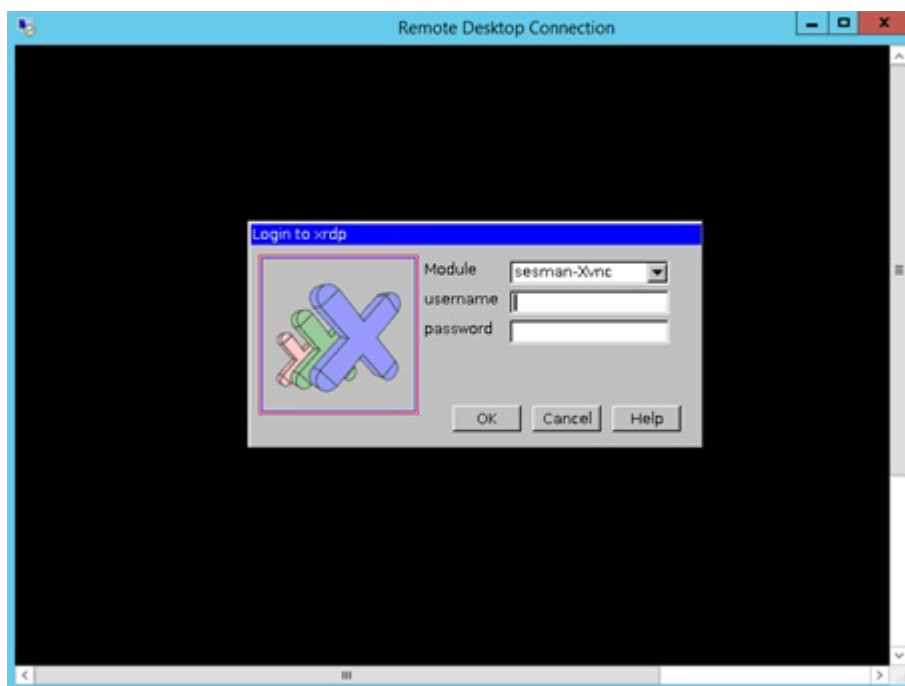 Remote Desktop Connection
Login to xrdp
Module sesman-Xvnc
username
password
OK Cancel Help